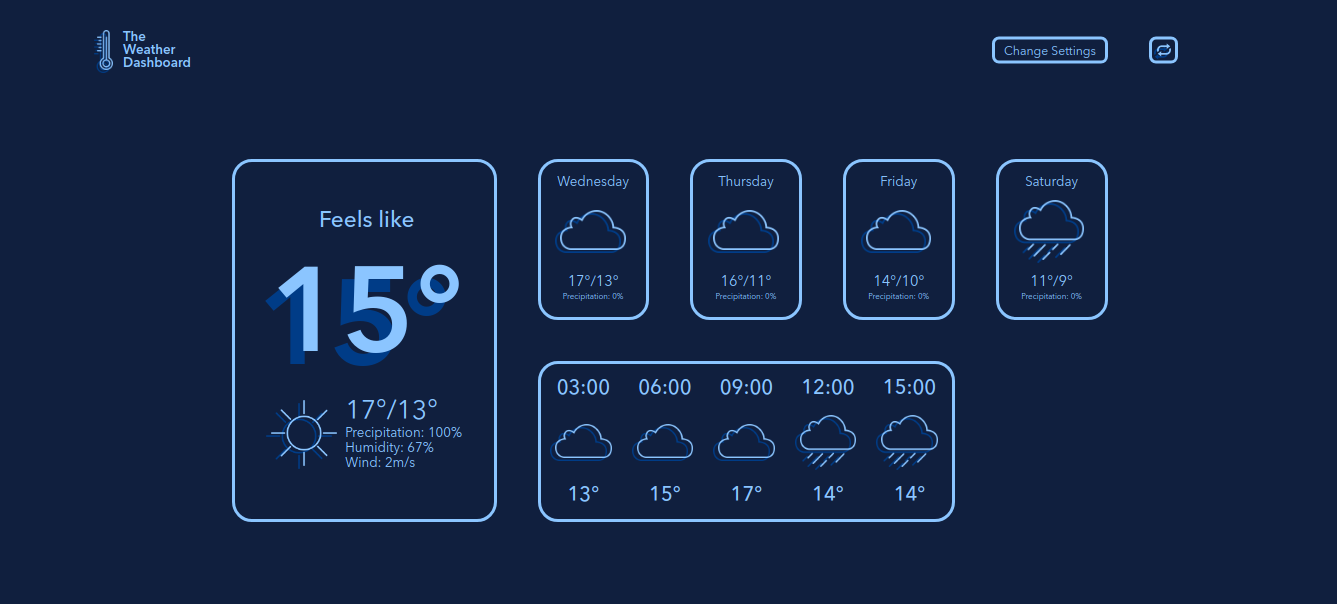 The
Weather
Dashboard
Change Settings
Feels like
15°
17°/13°
Precipitation: 100%
Humidity: 67%
Wind: 2m/s
Wednesday
17°/13°
Precipitation: 0%
Thursday
16°/11°
Precipitation: 0%
Friday
14°/10°
Precipitation: 0%
Saturday
11°/9°
Precipitation: 0%
03:00 06:00 09:00 12:00 15:00
13° 15° 17° 14° 14°